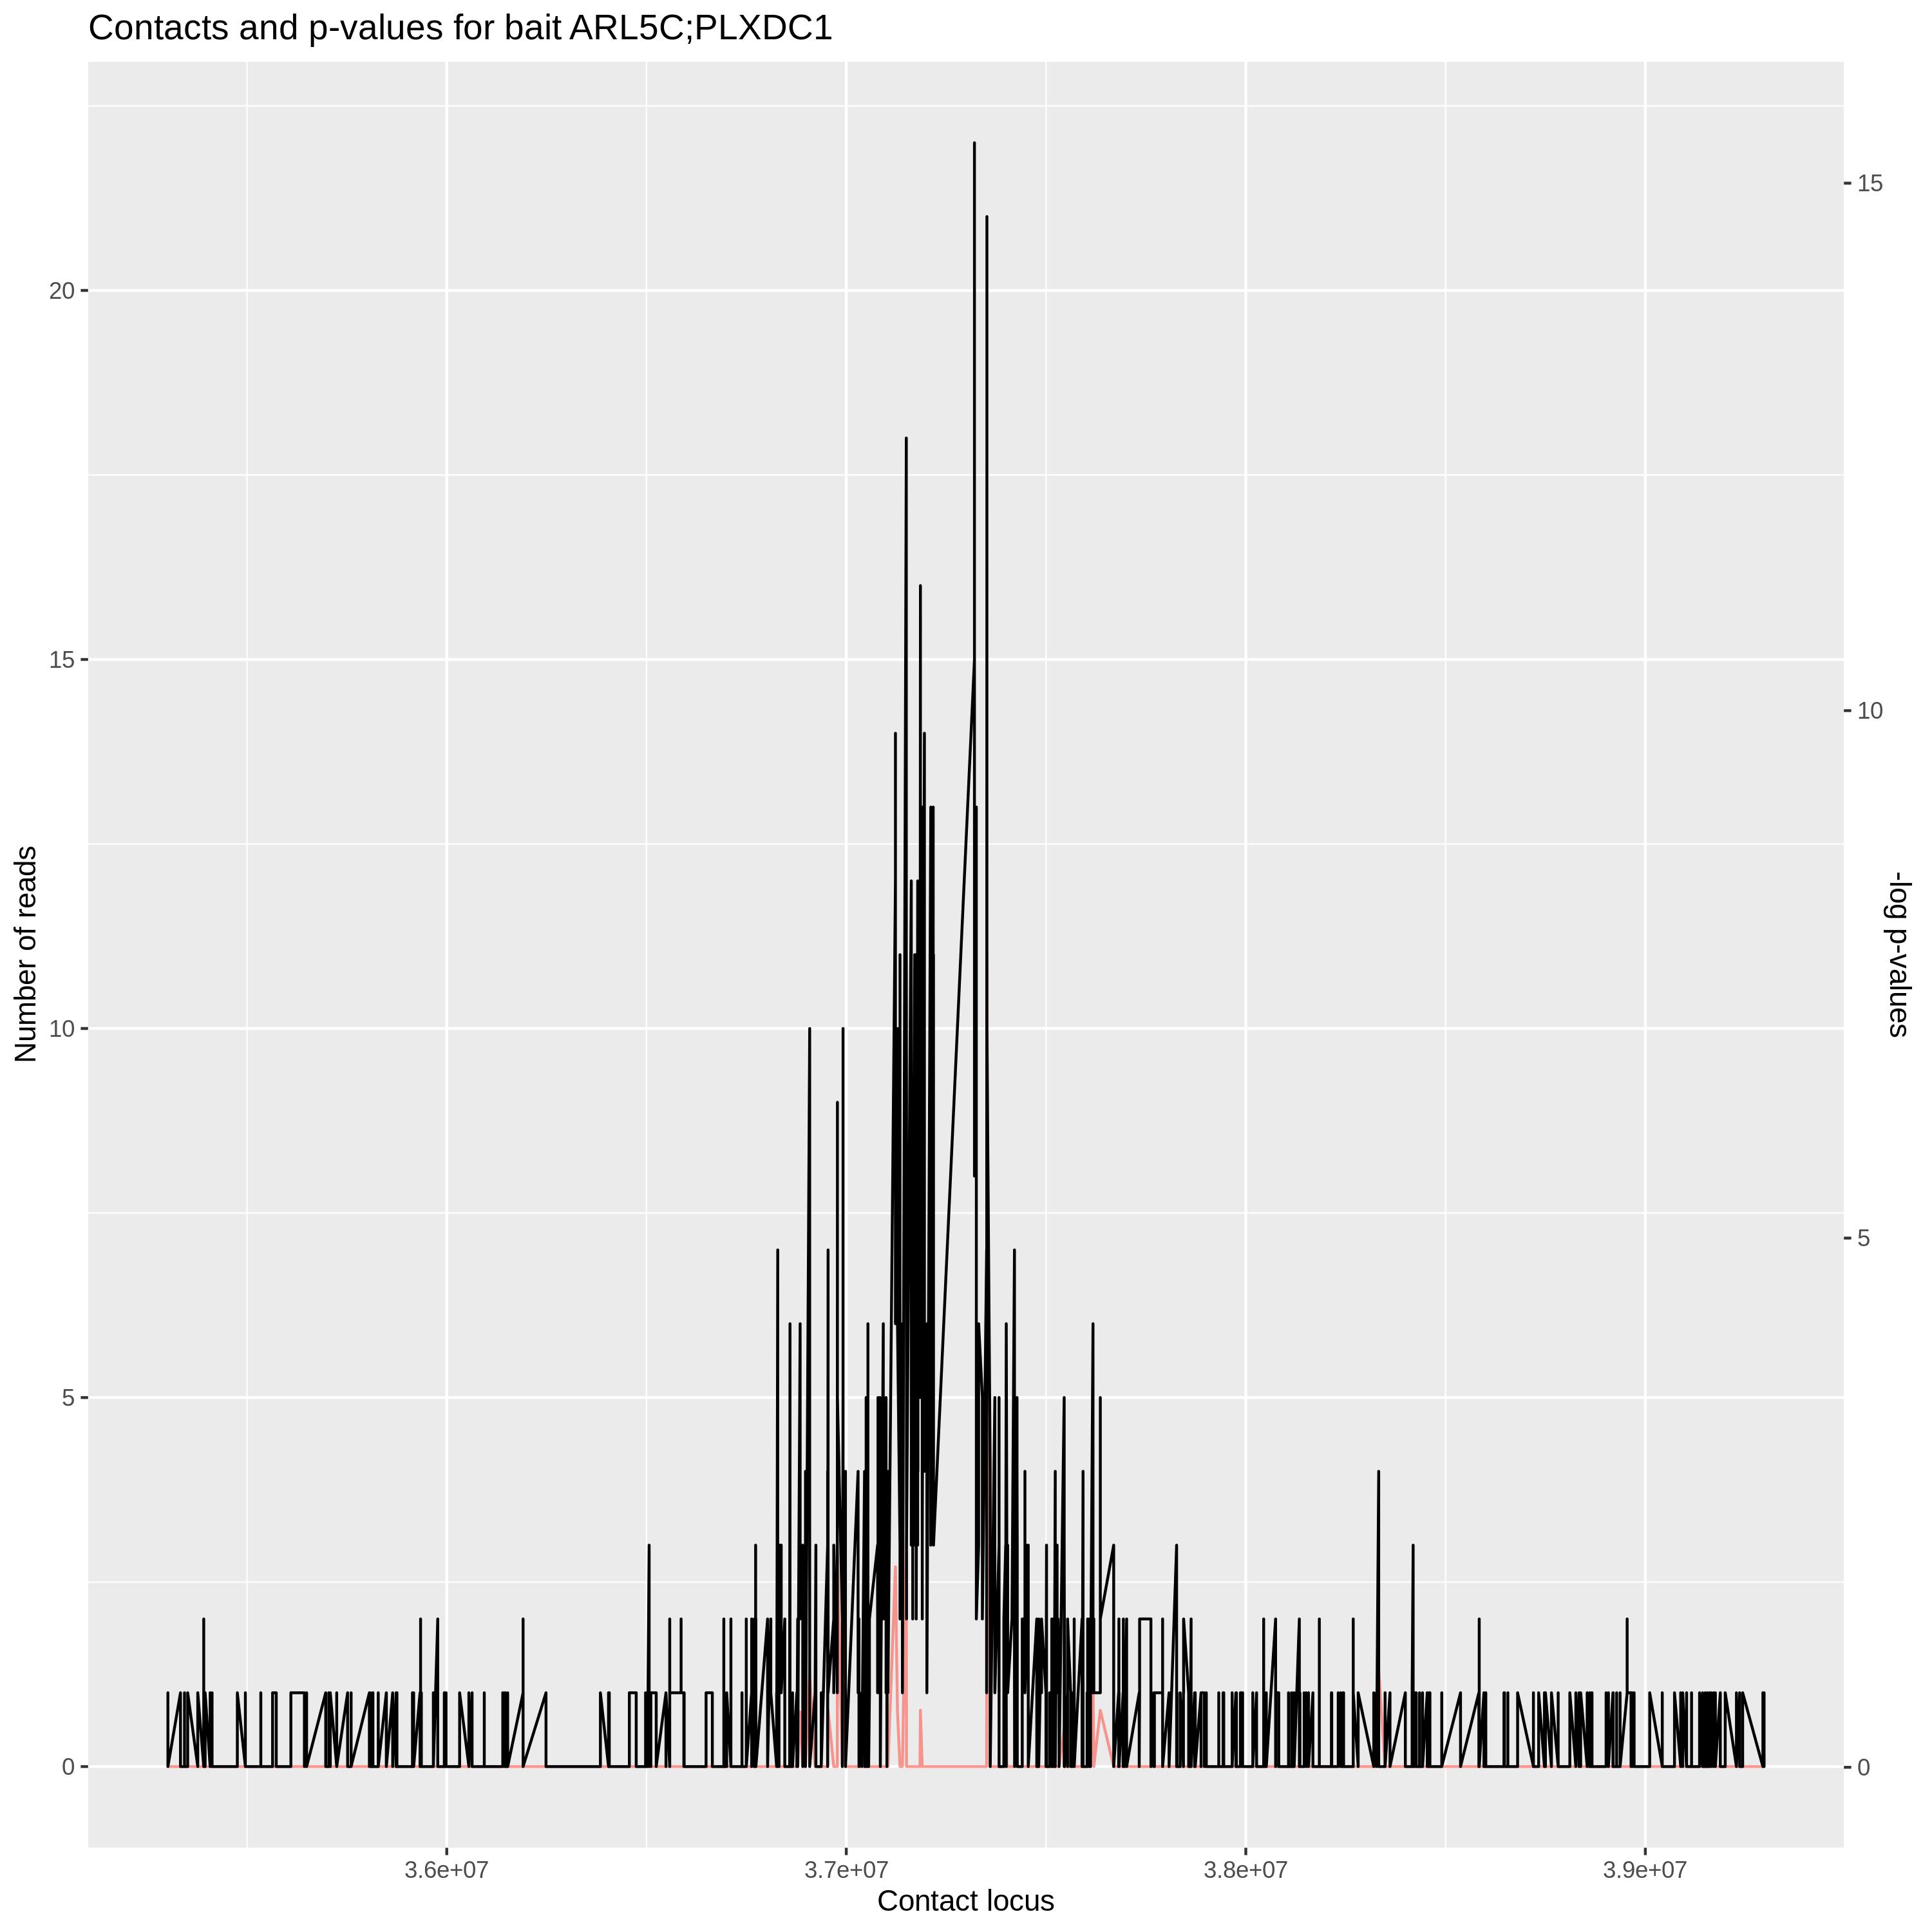 Contacts and p-values for bait ARL5C;PLXDC1
20
15
10
5
0
Number of reads
15
10
5
0
-log p-values
3.6e+07
3.7e+07
3.8e+07
3.9e+07
Contact locus